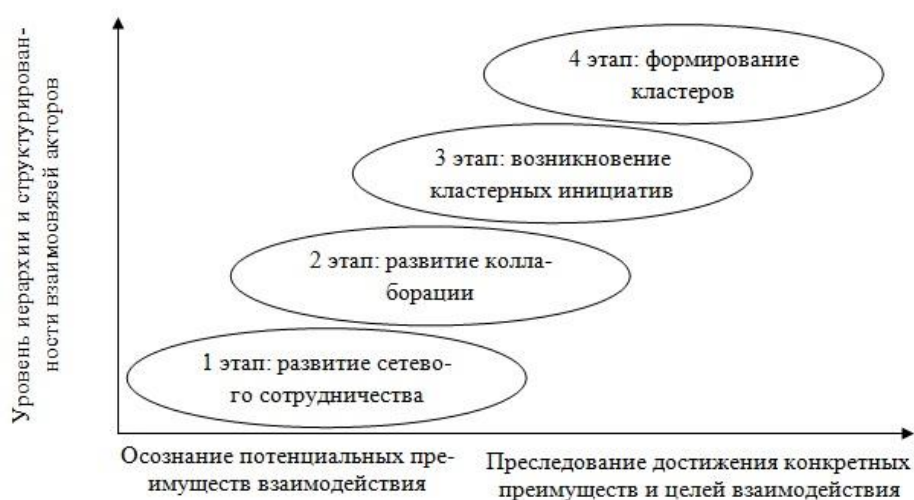 Уровень иерархии и структурирован-
ности взаимосвязей акторов
4 этап: формирование
кластеров
3 этап: возникновение
кластерных инициатив
2 этап: развитие колла-
борации
1 этап: развитие сетево-
го сотрудничества
Осознание потенциальных пре-
имуществ взаимодействия
Преследование достижения конкретных
преимуществ и целей взаимодействия